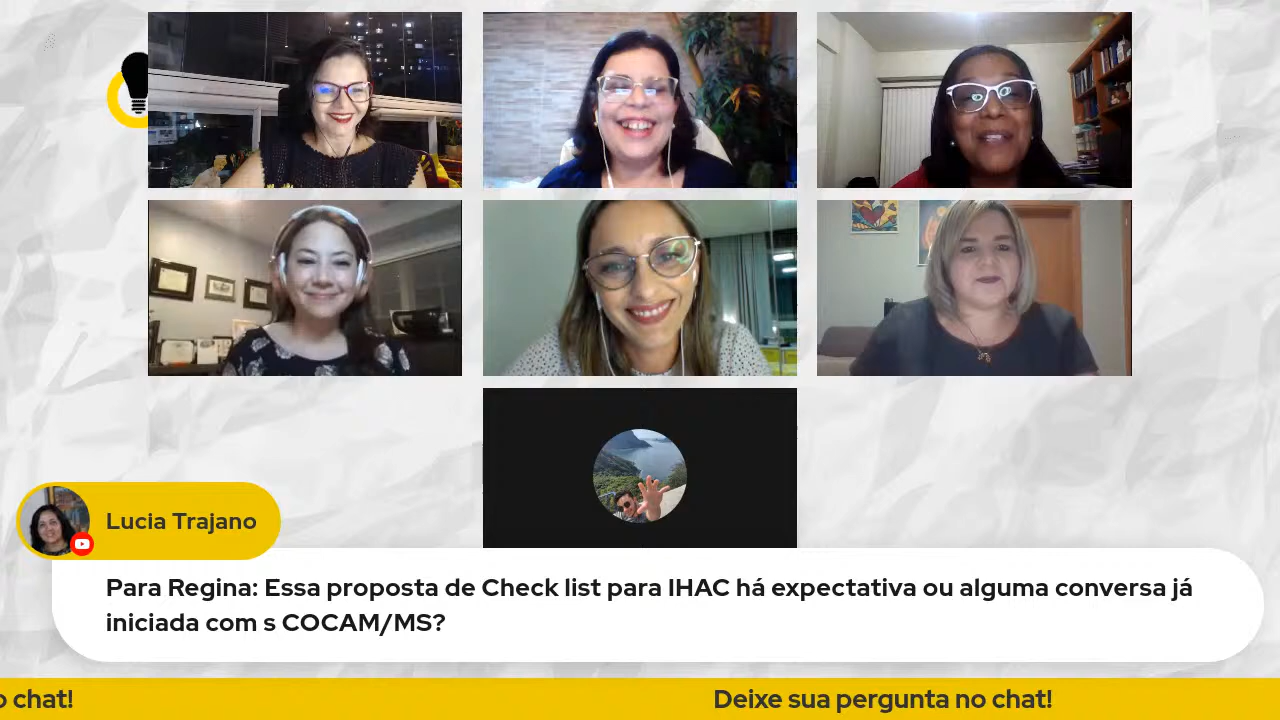 Lucia Trajano
Para Regina: Essa proposta de Check list para IHAC há expectativa ou alguma conversa já
iniciada com s COCAM/MS?
o chat!
Deixe sua pergunta no chat!